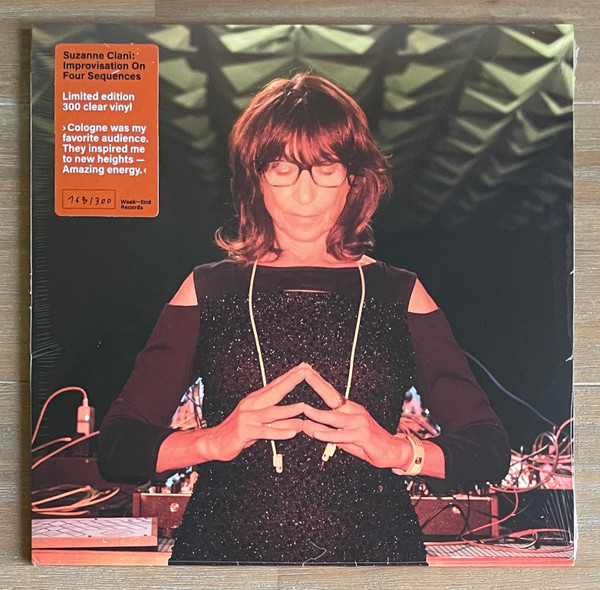 Suzanne Ciani:
Improvisation On
Four Sequences
Limited edition
300 clear vinyl
› Cologne was my
favorite audience.
They inspired me
to new heights —
Amazing energy. ‹
168/300
Week—End
Records